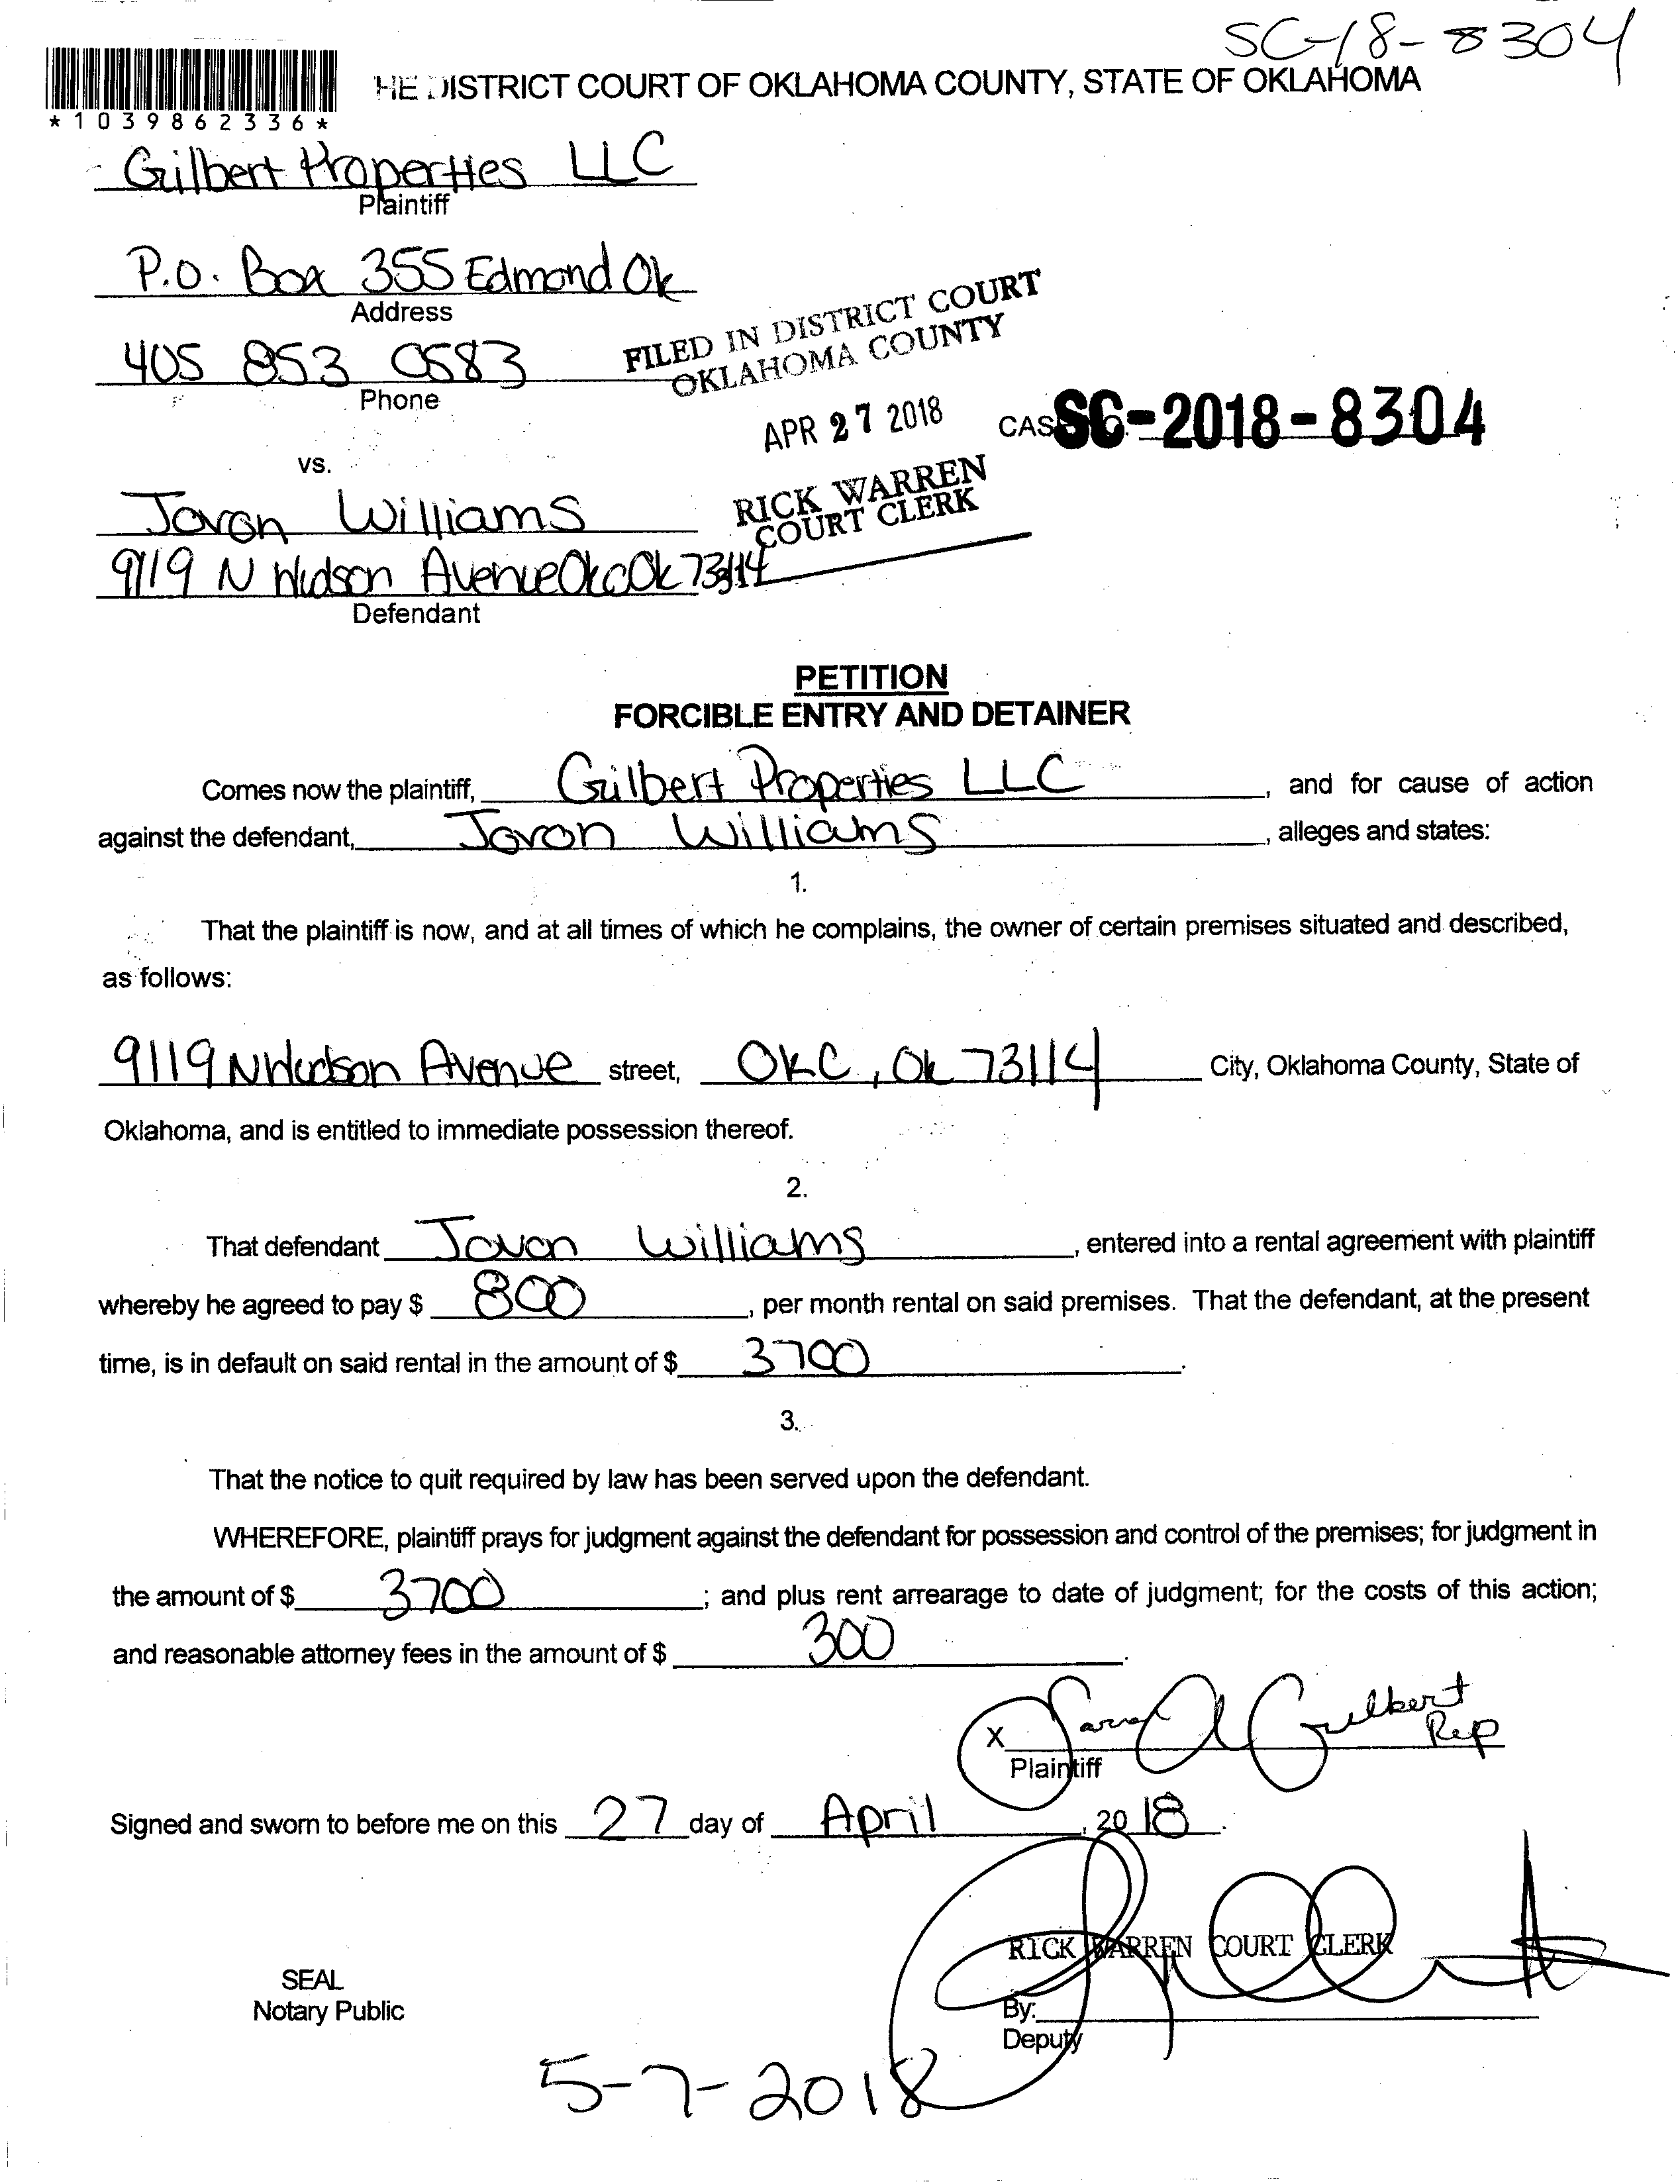 SC-18-8304
HE DISTRICT COURT OF OKLAHOMA COUNTY, STATE OF OKLAHOMA
*1039862336*
Gilbert Properties LLC
Plaintiff
P.O. Box 355 Edmond Ok
Address
405 853 0583
Phone
FILED IN DISTRICT COURT
OKLAHOMA COUNTY
APR 27 2018
CAS SC-2018-8304
RICK WARREN
COURT CLERK
vs.
Javon Williams
9119 N Hudson Avenue Okc Ok 73114
Defendant
PETITION
FORCIBLE ENTRY AND DETAINER
Comes now the plaintiff, Gilbert Properties LLC, and for cause of action
against the defendant, Javon Williams, alleges and states:
1.
That the plaintiff is now, and at all times of which he complains, the owner of certain premises situated and described,
as follows:
9119 N Hudson Avenue street, OKC, Ok 73114 City, Oklahoma County, State of
Oklahoma, and is entitled to immediate possession thereof.
2.
That defendant Javon Williams, entered into a rental agreement with plaintiff
whereby he agreed to pay $ 800, per month rental on said premises. That the defendant, at the present
time, is in default on said rental in the amount of $ 3700.
3.
That the notice to quit required by law has been served upon the defendant.
WHEREFORE, plaintiff prays for judgment against the defendant for possession and control of the premises; for judgment in
the amount of $ 3700; and plus rent arrearage to date of judgment; for the costs of this action;
and reasonable attorney fees in the amount of $ 300.
X Sara A Gilbert
Rep
Plaintiff
Signed and sworn to before me on this 27 day of April, 2018.
RICK WARREN COURT CLERK
SEAL
Notary Public
By:
Deputy
5-7-2018